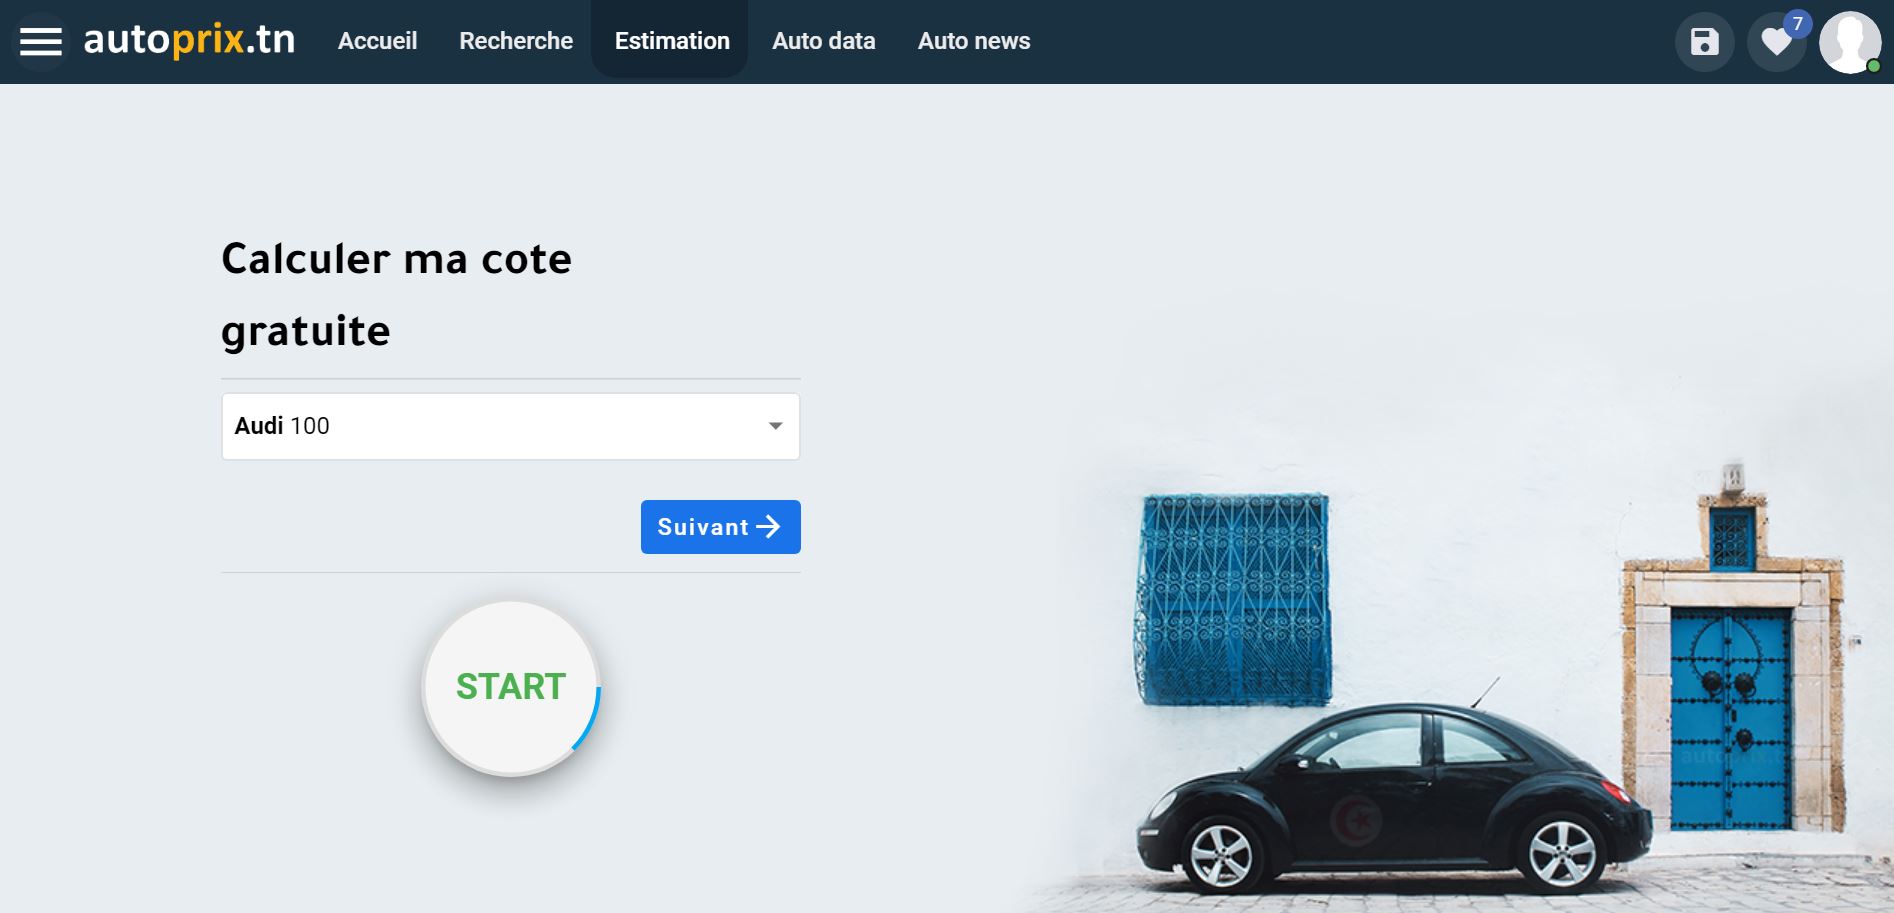 autoprix.tn
Accueil
Recherche
Estimation
Auto data
Auto news
7
Calculer ma cote
gratuite
Audi 100
Suivant
START